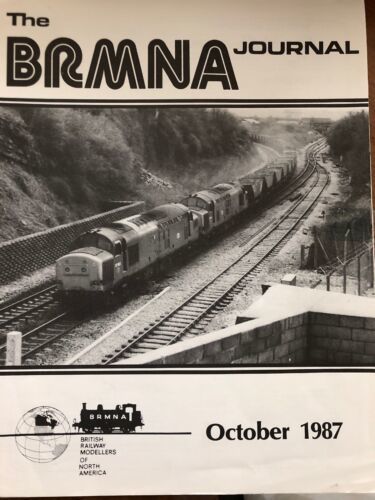 The
BRMNA JOURNAL
BRMNA
BRITISH
RAILWAY
MODELLERS
OF
NORTH
AMERICA
October 1987